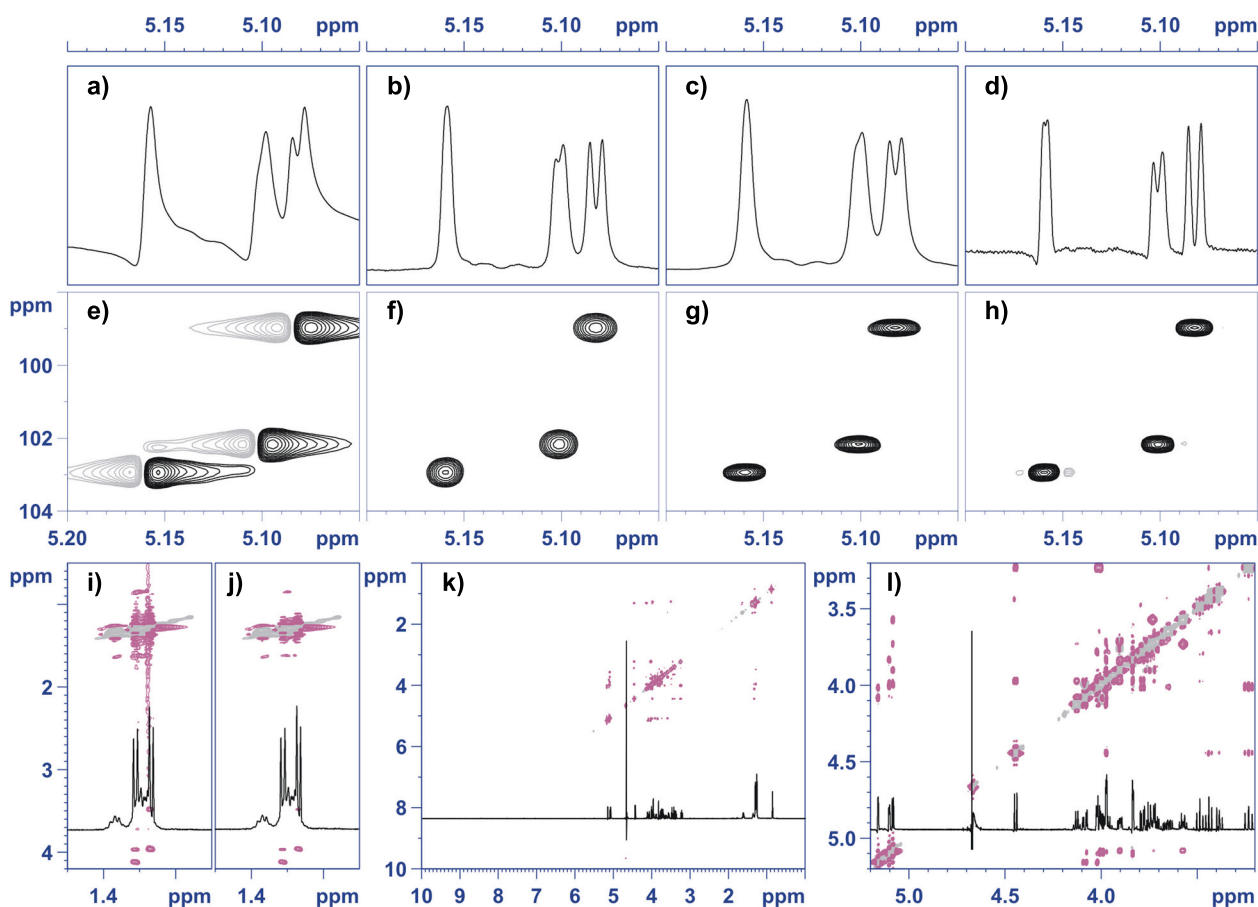 5.15 5.10 ppm 5.15 5.10 ppm 5.15 5.10 ppm 5.15 5.10 ppm
a) b) c) d)
ppm e) f) g) h)
100
102
104
5.20 5.15 5.10 ppm 5.15 5.10 ppm 5.15 5.10 ppm 5.15 5.10 ppm
ppm i) j) ppm k) ppm l)
2
3
4
1.4 ppm 1.4 ppm
2
4
6
8
10
10 9 8 7 6 5 4 3 2 ppm
3.5
4.0
4.5
5.0
5.0 4.5 4.0 ppm